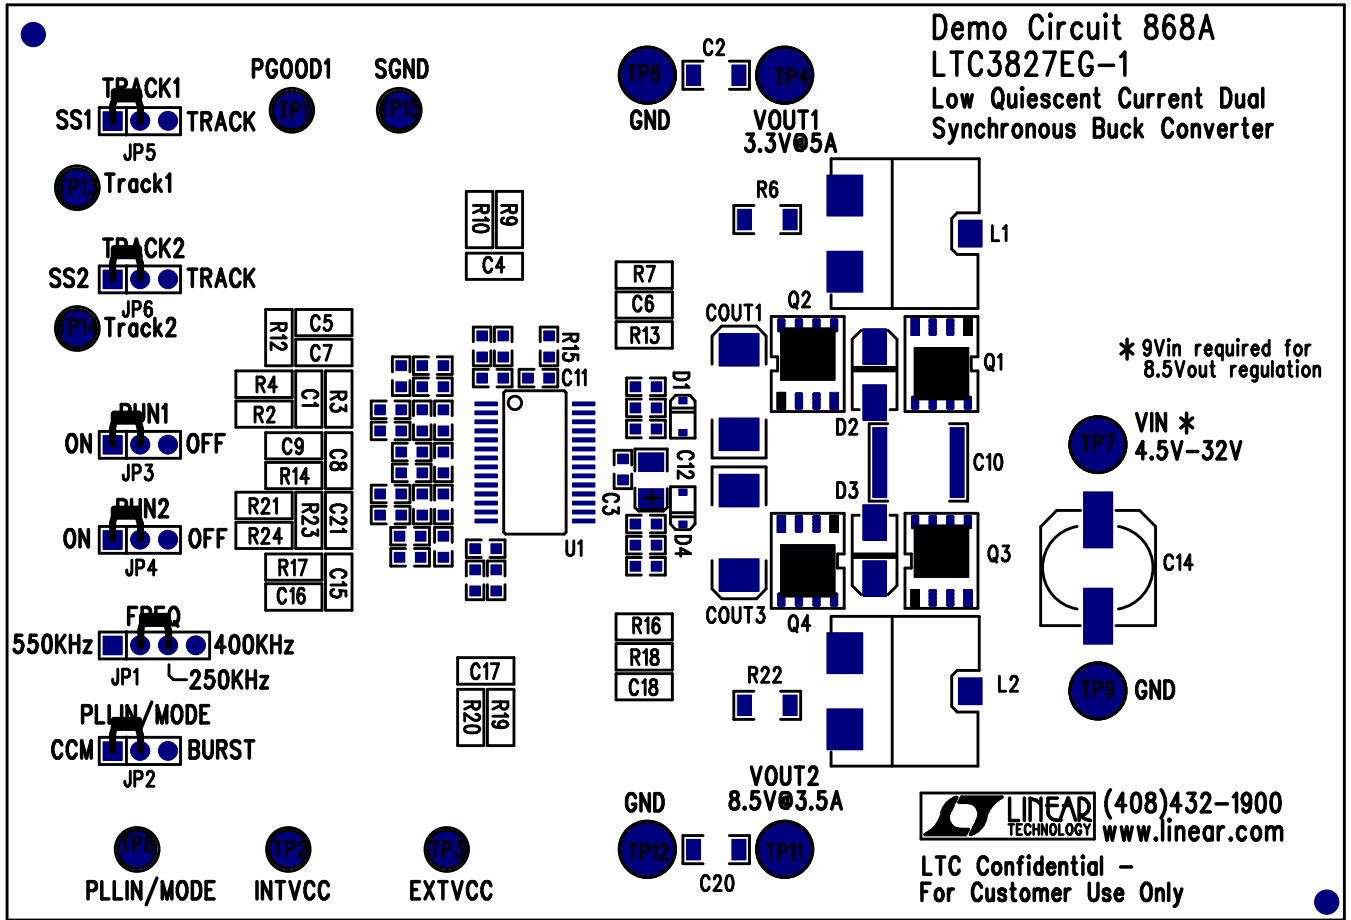 Demo Circuit 868A
LTC3827EG-1
Low Quiescent Current Dual
Synchronous Buck Converter
TRACK1
SS1
TRACK
JP5
PGOOD1
TP1
SGND
TP15
TP6
GND
C2
TP4
VOUT1
3.3V@5A
TP13
Track1
TRACK2
SS2
TRACK
JP6
TP14
Track2
R10
R9
C4
R6
L1
R7
C6
R13
COUT1
Q2
Q1
* 9Vin required for
8.5Vout regulation
R12
C5
C7
R4
R2
C1
R3
R15
C11
D1
D2
RUN1
ON
OFF
JP3
C9
R14
C8
C12
C3
C10
VIN *
4.5V-32V
TP7
RUN2
ON
OFF
JP4
R21
R24
R23
C21
U1
D4
D3
Q3
C14
R17
C16
C15
COUT3
Q4
FREQ
550KHz
400KHz
JP1
250KHz
R16
R18
C18
C17
R20
R19
R22
L2
TP9
GND
PLLIN/MODE
CCM
BURST
JP2
VOUT2
8.5V@3.5A
GND
TP12
C20
TP11
TP8
PLLIN/MODE
TP2
INTVCC
TP3
EXTVCC
LINEAR
TECHNOLOGY
(408)432-1900
www.linear.com
LTC Confidential -
For Customer Use Only